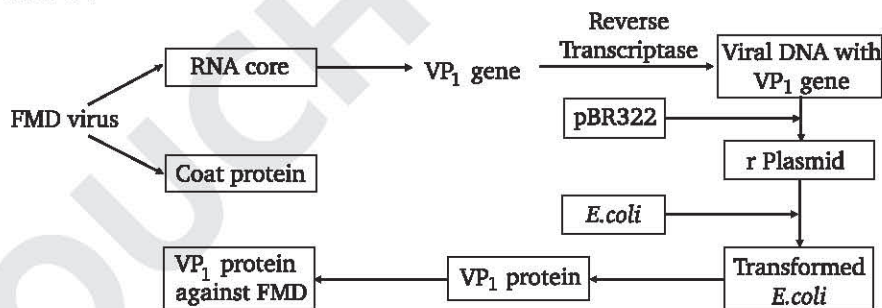 Reverse
Transcriptase
RNA core
VP₁ gene
Viral DNA with
VP₁ gene
FMD virus
pBR322
Coat protein
r Plasmid
E.coli
VP₁ protein
against FMD
VP₁ protein
Transformed
E.coli